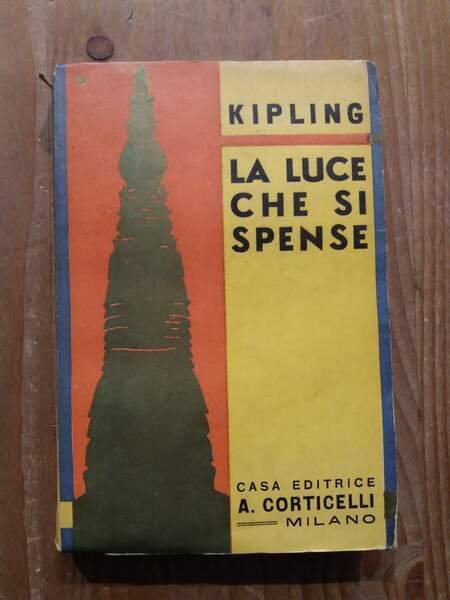 KIPLING
LA LUCE
CHE SI
SPENSE
CASA EDITRICE
A. CORTICELLI
MILANO